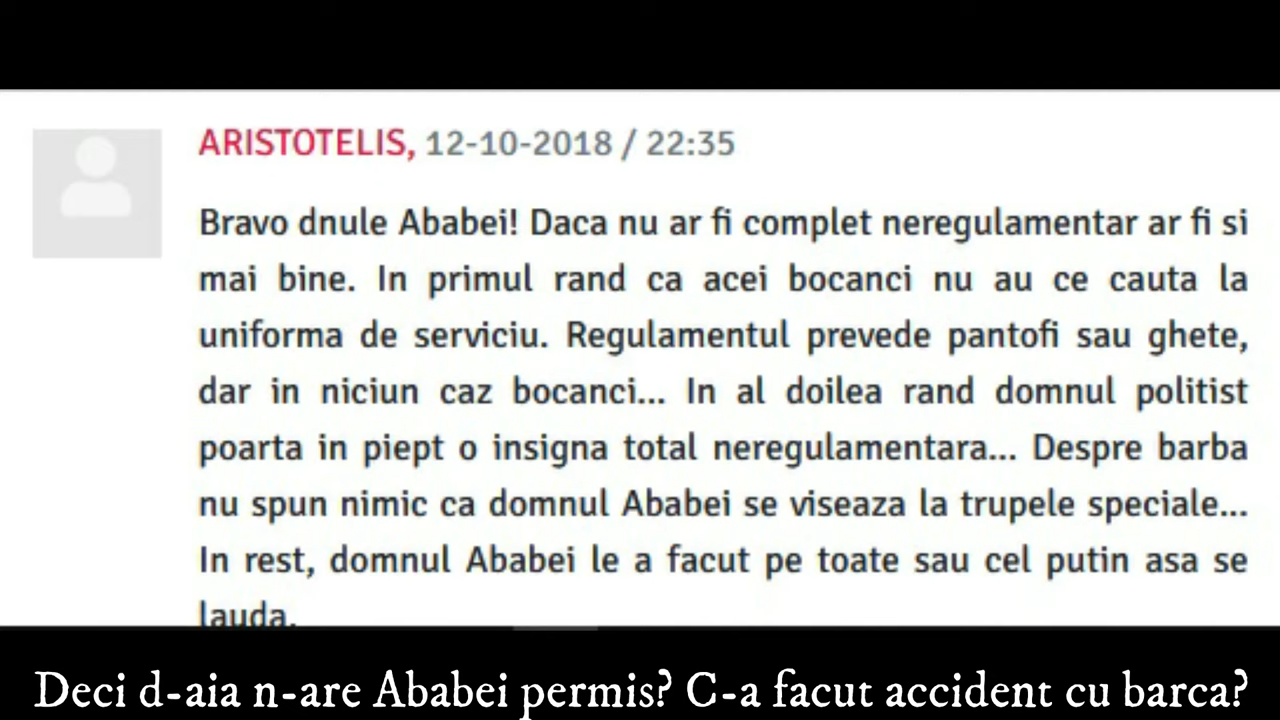 ARISTOTELIS, 12-10-2018 / 22:35
Bravo dnule Ababei! Daca nu ar fi complet neregulamentar ar fi si
mai bine. In primul rand ca acei bocanci nu au ce cauta la
uniforma de serviciu. Regulamentul prevede pantofi sau ghete,
dar in niciun caz bocanci... In al doilea rand domnul politist
poarta in piept o insigna total neregulamentara... Despre barba
nu spun nimic ca domnul Ababei se viseaza la trupele speciale...
In rest, domnul Ababei le a facut pe toate sau cel putin asa se
lauda.
Deci d-aia n-are Ababei permis? C-a facut accident cu barca?